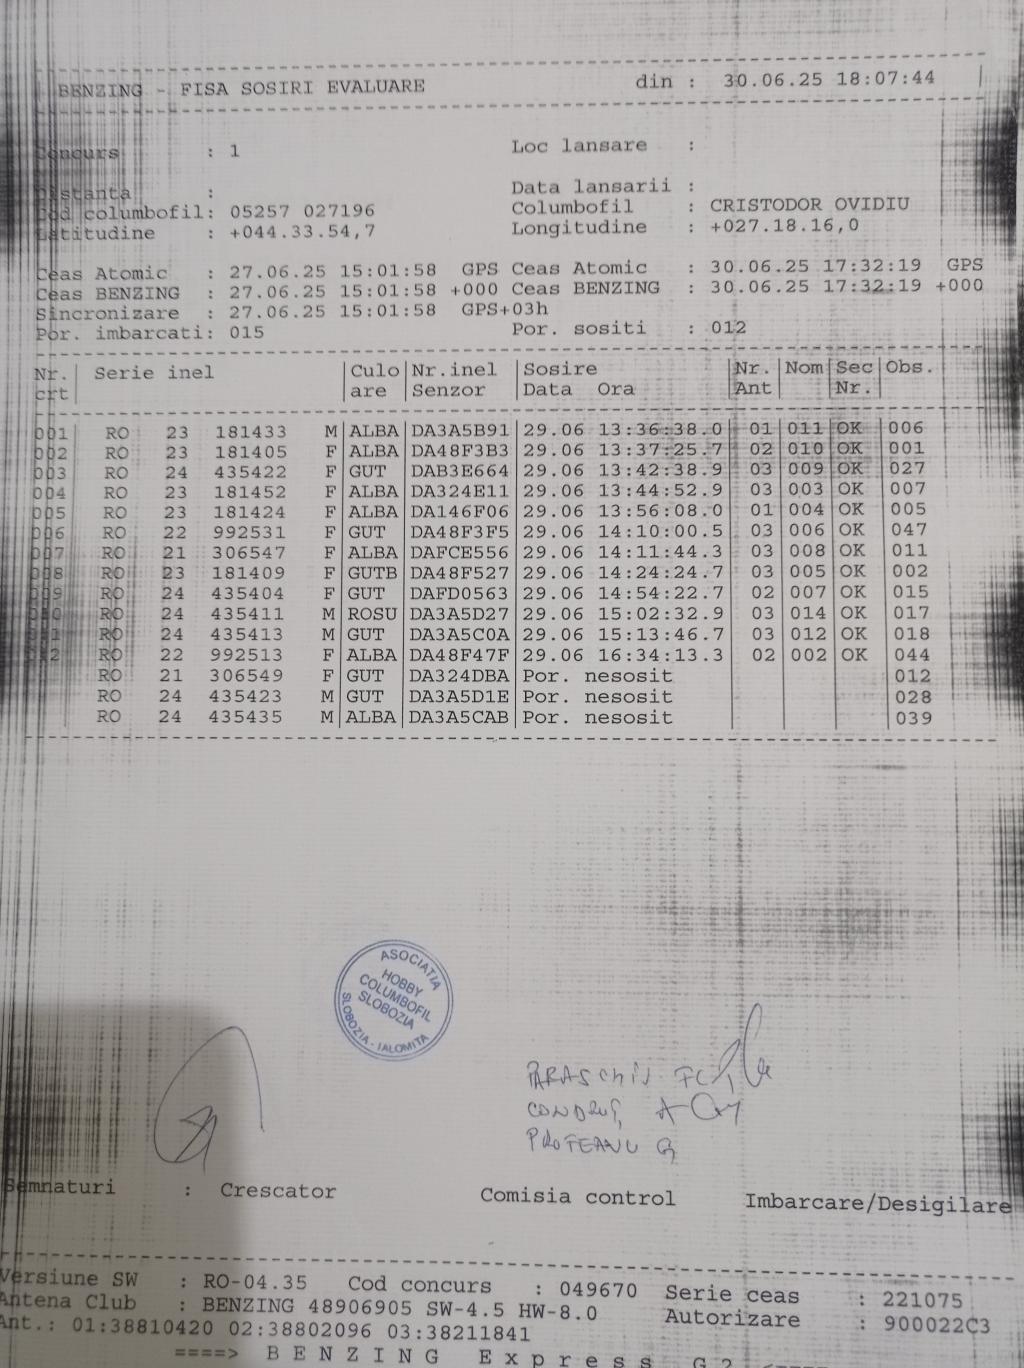 BENZING - FISA SOSIRI EVALUARE din : 30.06.25 18:07:44
Concurs : 1 Loc lansare :
Distanta : Data lansarii :
Cod columbofil: 05257 027196 Columbofil : CRISTODOR OVIDIU
Latitudine : +044.33.54,7 Longitudine : +027.18.16,0
Ceas Atomic : 27.06.25 15:01:58 GPS Ceas Atomic : 30.06.25 17:32:19 GPS
Ceas BENZING : 27.06.25 15:01:58 +000 Ceas BENZING : 30.06.25 17:32:19 +000
Sincronizare : 27.06.25 15:01:58 GPS+03h
Por. imbarcati: 015 Por. sositi : 012
Nr. Serie inel Culo Nr.inel Sosire Nr. Nom Sec Obs.
crt are Senzor Data Ora Ant Nr.
001 RO 23 181433 M ALBA DA3A5B91 29.06 13:36:38.0 01 011 OK 006
002 RO 23 181405 F ALBA DA48F3B3 29.06 13:37:25.7 02 010 OK 001
003 RO 24 435422 F GUT DAB3E664 29.06 13:42:38.9 03 009 OK 027
004 RO 23 181452 F ALBA DA324E11 29.06 13:44:52.9 03 003 OK 007
005 RO 23 181424 F ALBA DA146F06 29.06 13:56:08.0 01 004 OK 005
006 RO 22 992531 F GUT DA48F3F5 29.06 14:10:00.5 03 006 OK 047
007 RO 21 306547 F ALBA DAFCE556 29.06 14:11:44.3 03 008 OK 011
008 RO 23 181409 F GUTB DA48F527 29.06 14:24:24.7 03 005 OK 002
009 RO 24 435404 F GUT DAFD0563 29.06 14:54:22.7 02 007 OK 015
010 RO 24 435411 M ROSU DA3A5D27 29.06 15:02:32.9 03 014 OK 017
011 RO 24 435413 M GUT DA3A5C0A 29.06 15:13:46.7 03 012 OK 018
012 RO 22 992513 F ALBA DA48F47F 29.06 16:34:13.3 02 002 OK 044
RO 21 306549 F GUT DA324DBA Por. nesosit 012
RO 24 435423 M GUT DA3A5D1E Por. nesosit 028
RO 24 435435 M ALBA DA3A5CAB Por. nesosit 039
ASOCIATIA
HOBBY
COLUMBOFIL
SLOBOZIA
SLOBOZIA - IALOMITA
PARASCHIV
PROFEANU G
Semnaturi : Crescator Comisia control Imbarcare/Desigilare
Versiune SW : RO-04.35 Cod concurs : 049670 Serie ceas : 221075
Antena Club : BENZING 48906905 SW-4.5 HW-8.0 Autorizare : 900022C3
Ant.: 01:38810420 02:38802096 03:38211841
====> B E N Z I N G E x p r e s s G 2 <====